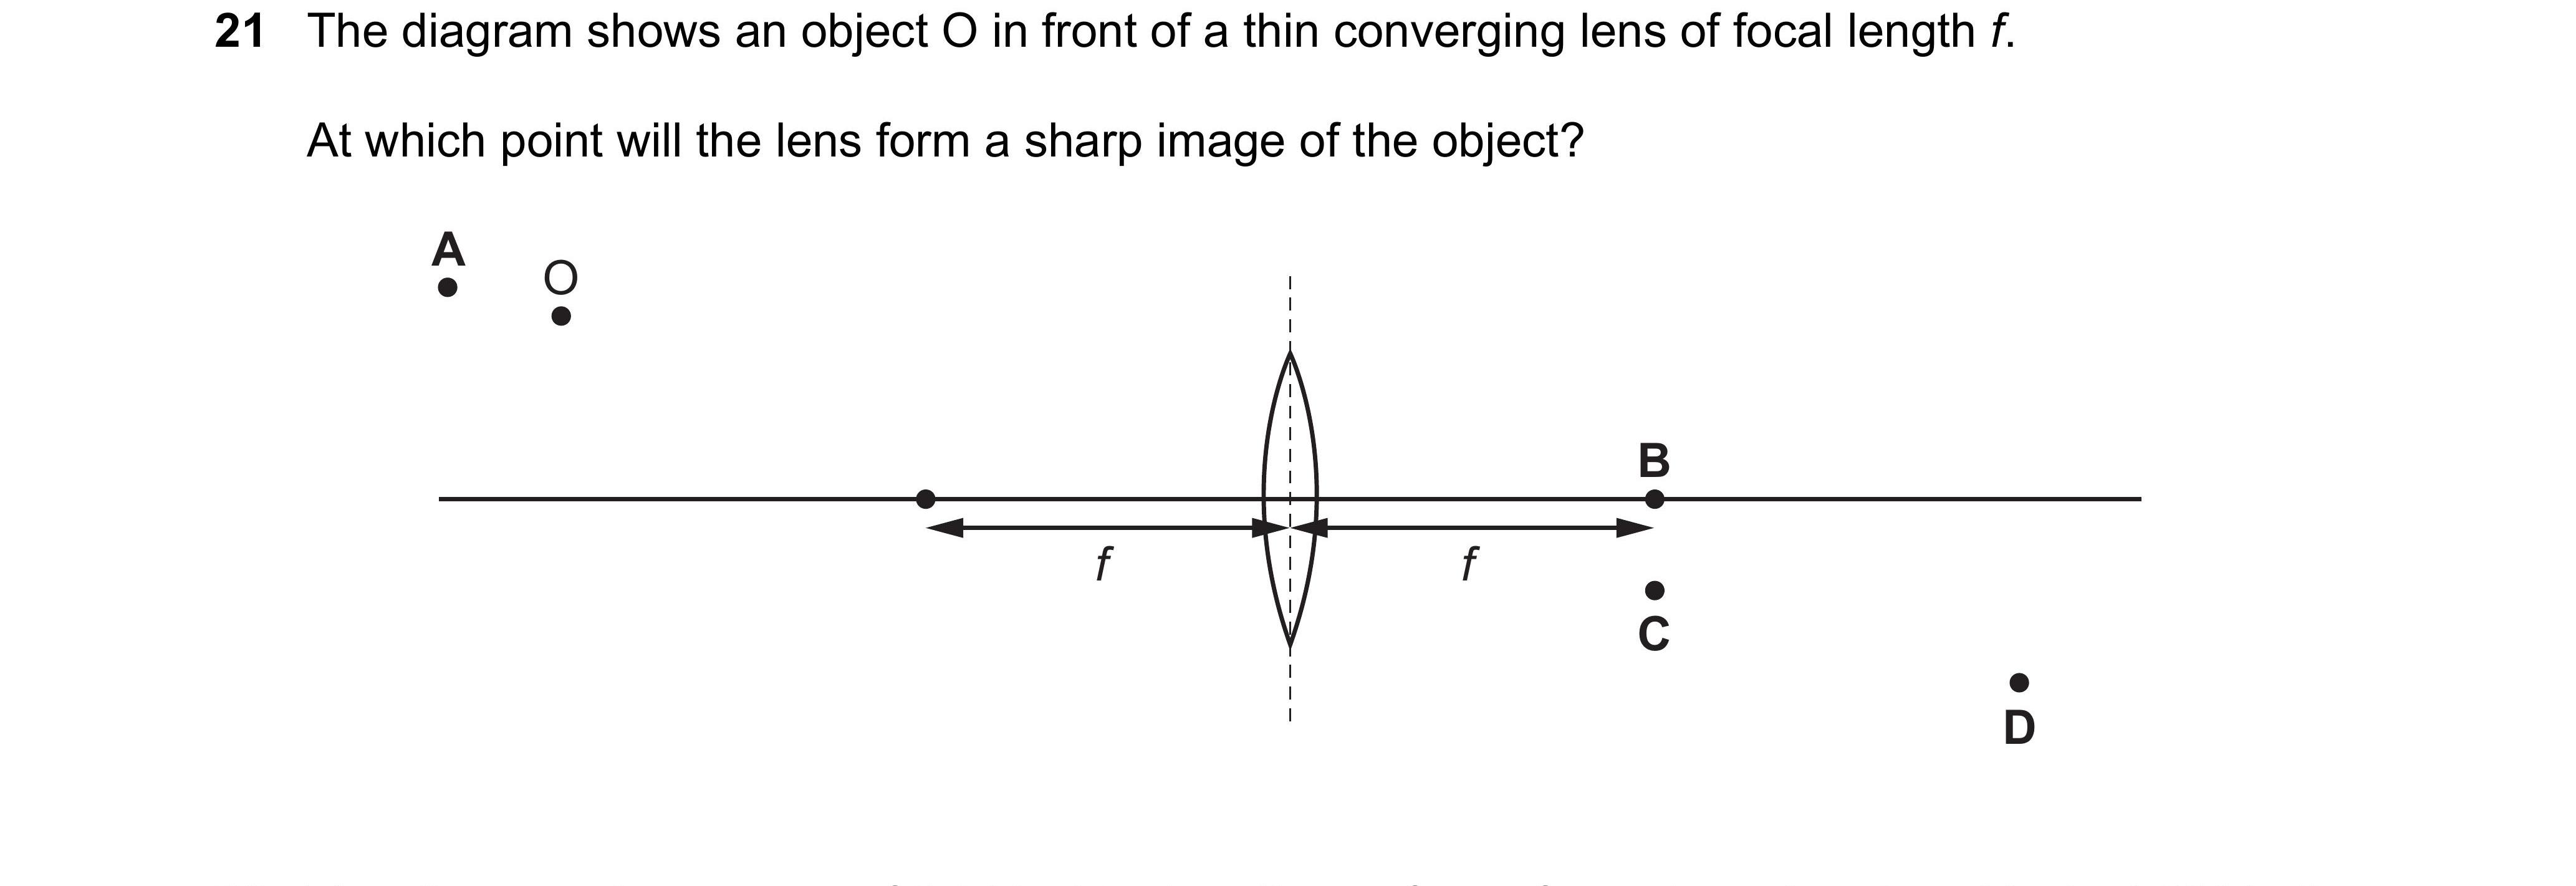 21 The diagram shows an object O in front of a thin converging lens of focal length f.
At which point will the lens form a sharp image of the object?
A
O
B
f f
C
D